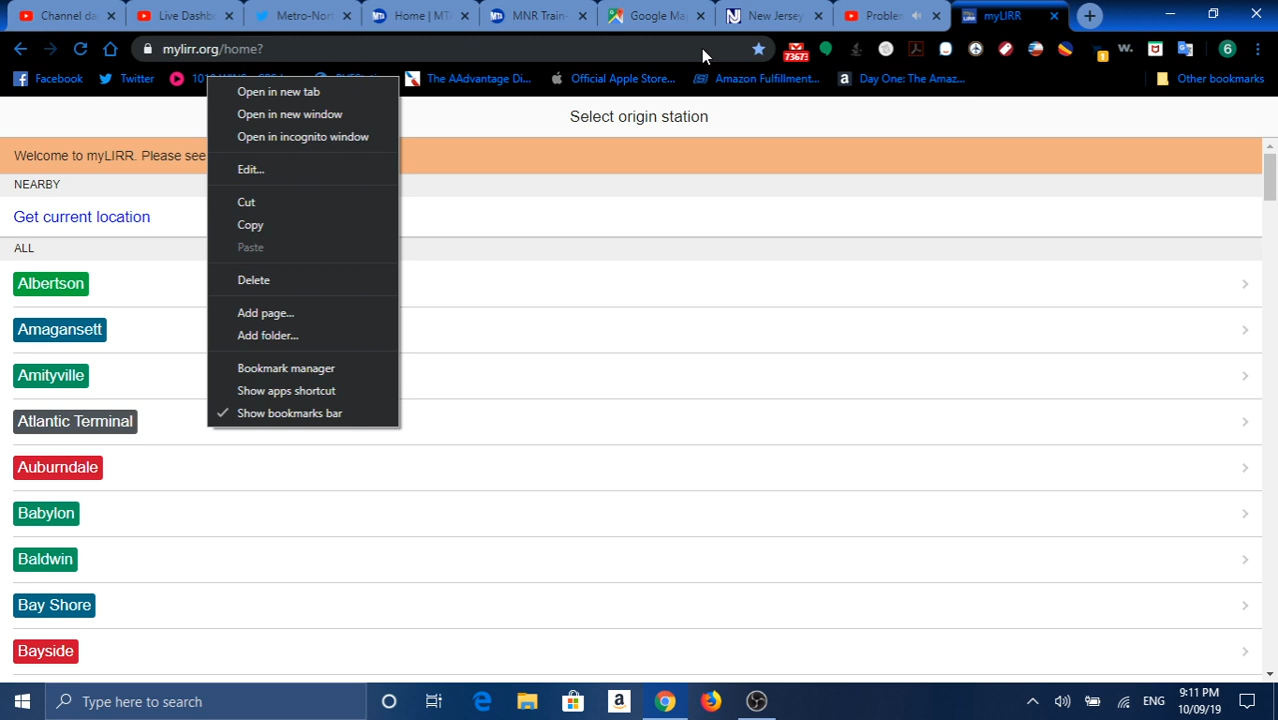 Channel da
Live Dashb
Metro-Nort
Home | MT
MNR Train-
Google Ma
New Jersey
Problem
myLIRR
mylirr.org/home?
73673
W.
1
6
Facebook
Twitter
The AAdvantage Di...
Official Apple Store...
Amazon Fulfillment...
Day One: The Amaz...
Other bookmarks
Open in new tab
Open in new window
Open in incognito window
Edit...
Cut
Copy
Paste
Delete
Add page...
Add folder...
Bookmark manager
Show apps shortcut
Show bookmarks bar
Select origin station
Welcome to myLIRR. Please see
NEARBY
Get current location
ALL
Albertson
Amagansett
Amityville
Atlantic Terminal
Auburndale
Babylon
Baldwin
Bay Shore
Bayside
Type here to search
ENG
9:11 PM
10/09/19